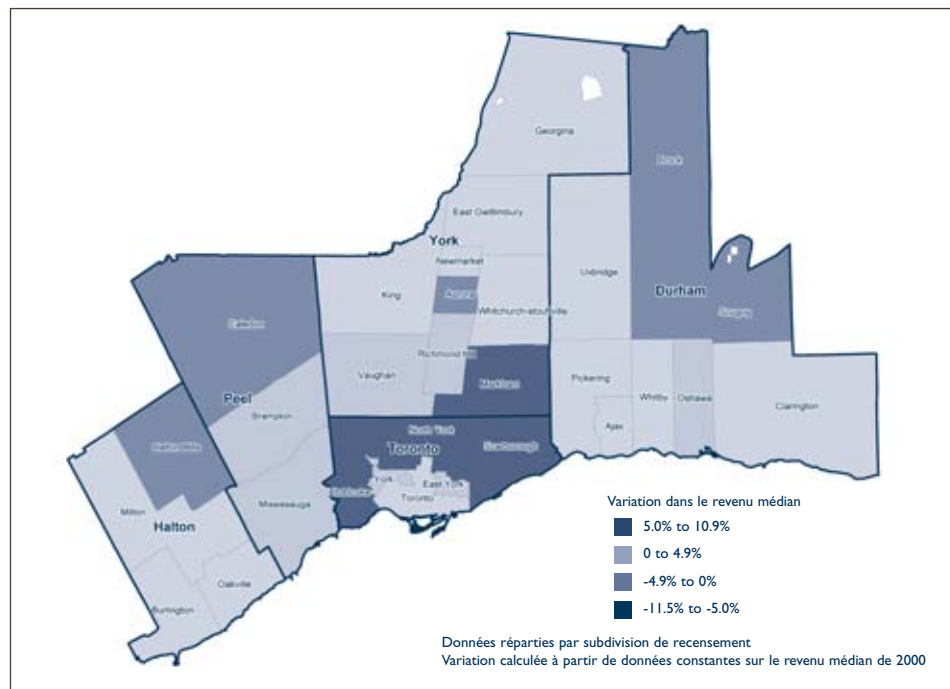 Georgina
Brock
East Gwillimbury
York
Newmarket
Uxbridge
King
Aurora
Durham
Whitchurch-stouffville
Scugog
Caledon
Richmond hill
Vaughan
Markham
Pickering
Whitby
Oshawa
Clarington
Peel
Brampton
Ajax
North York
Scarborough
Toronto
York
East York
Etobicoke
Toronto
Mississauga
Milton
Halton
Oakville
Burlington
Variation dans le revenu médian
5.0% to 10.9%
0 to 4.9%
-4.9% to 0%
-11.5% to -5.0%
Données réparties par subdivision de recensement
Variation calculée à partir de données constantes sur le revenu médian de 2000